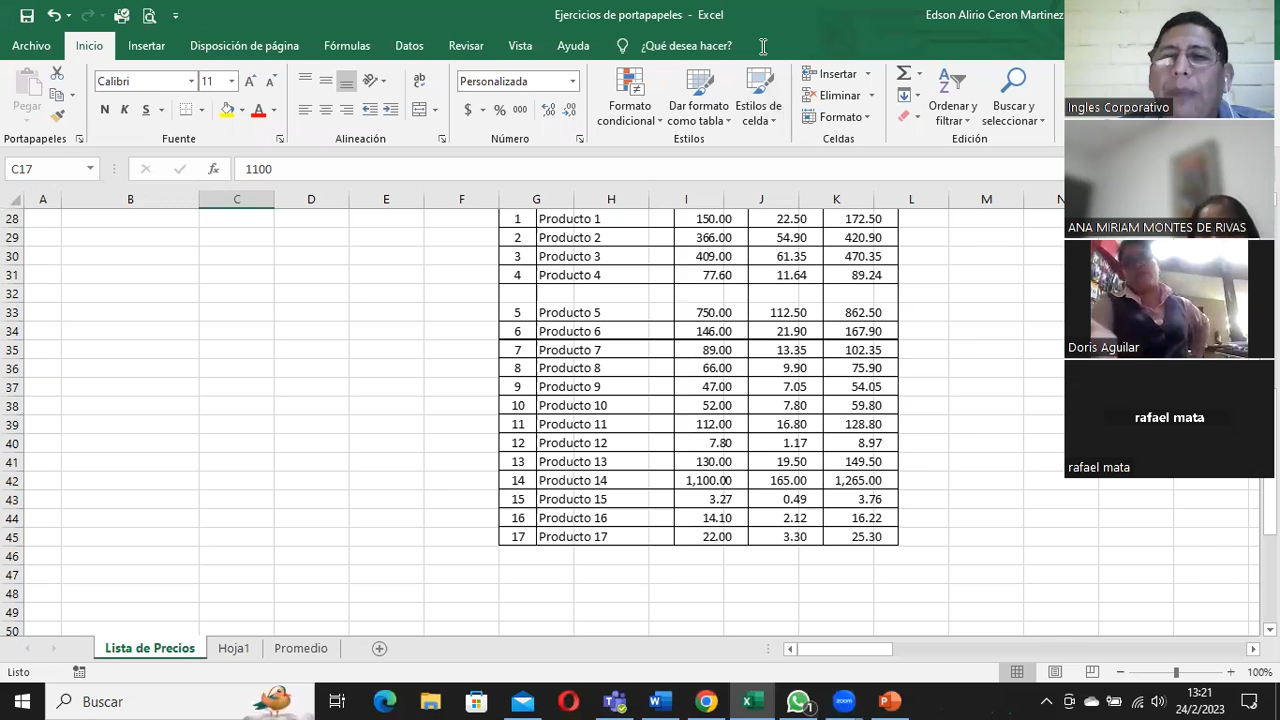 Ejercicios de portapapeles - Excel
Edson Alirio Ceron Martinez
Archivo Inicio Insertar Disposición de página Fórmulas Datos Revisar Vista Ayuda ¿Qué desea hacer?
Pegar
Calibri 11
N K S
Personalizada
$ % 000
Formato condicional
Dar formato como tabla
Estilos de celda
Insertar
Eliminar
Formato
Ordenar y filtrar
Buscar y seleccionar
Portapapeles Fuente Alineación Número Estilos Celdas Edición
C17 fx 1100
A B C D E F G H I J K L M N
28 1 Producto 1 150.00 22.50 172.50
29 2 Producto 2 366.00 54.90 420.90
30 3 Producto 3 409.00 61.35 470.35
31 4 Producto 4 77.60 11.64 89.24
32
33 5 Producto 5 750.00 112.50 862.50
34 6 Producto 6 146.00 21.90 167.90
35 7 Producto 7 89.00 13.35 102.35
36 8 Producto 8 66.00 9.90 75.90
37 9 Producto 9 47.00 7.05 54.05
38 10 Producto 10 52.00 7.80 59.80
39 11 Producto 11 112.00 16.80 128.80
40 12 Producto 12 7.80 1.17 8.97
41 13 Producto 13 130.00 19.50 149.50
42 14 Producto 14 1,100.00 165.00 1,265.00
43 15 Producto 15 3.27 0.49 3.76
44 16 Producto 16 14.10 2.12 16.22
45 17 Producto 17 22.00 3.30 25.30
46
47
48
49
50
Lista de Precios Hoja1 Promedio
Listo
100%
Buscar
13:21
24/2/2023
Ingles Corporativo
ANA MIRIAM MONTES DE RIVAS
Doris Aguilar
rafael mata
rafael mata